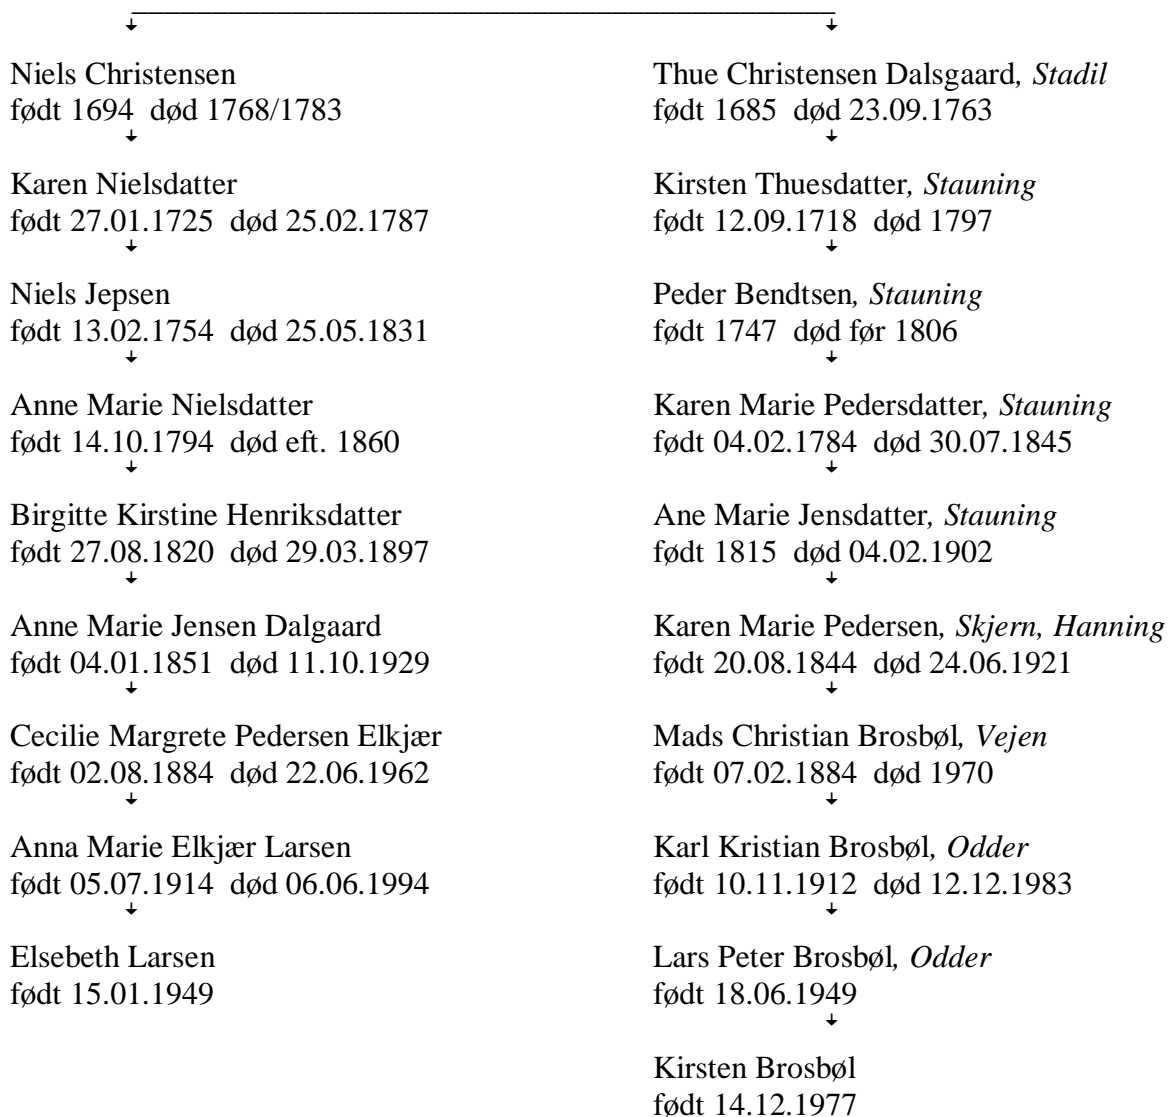 Niels Christensen
født 1694 død 1768/1783
Karen Nielsdatter
født 27.01.1725 død 25.02.1787
Niels Jepsen
født 13.02.1754 død 25.05.1831
Anne Marie Nielsdatter
født 14.10.1794 død eft. 1860
Birgitte Kirstine Henriksdatter
født 27.08.1820 død 29.03.1897
Anne Marie Jensen Dalgaard
født 04.01.1851 død 11.10.1929
Cecilie Margrete Pedersen Elkjær
født 02.08.1884 død 22.06.1962
Anna Marie Elkjær Larsen
født 05.07.1914 død 06.06.1994
Elsebeth Larsen
født 15.01.1949
Thue Christensen Dalsgaard, Stadil
født 1685 død 23.09.1763
Kirsten Thuesdatter, Stauning
født 12.09.1718 død 1797
Peder Bendtsen, Stauning
født 1747 død før 1806
Karen Marie Pedersdatter, Stauning
født 04.02.1784 død 30.07.1845
Ane Marie Jensdatter, Stauning
født 1815 død 04.02.1902
Karen Marie Pedersen, Skjern, Hanning
født 20.08.1844 død 24.06.1921
Mads Christian Brosbøl, Vejen
født 07.02.1884 død 1970
Karl Kristian Brosbøl, Odder
født 10.11.1912 død 12.12.1983
Lars Peter Brosbøl, Odder
født 18.06.1949
Kirsten Brosbøl
født 14.12.1977